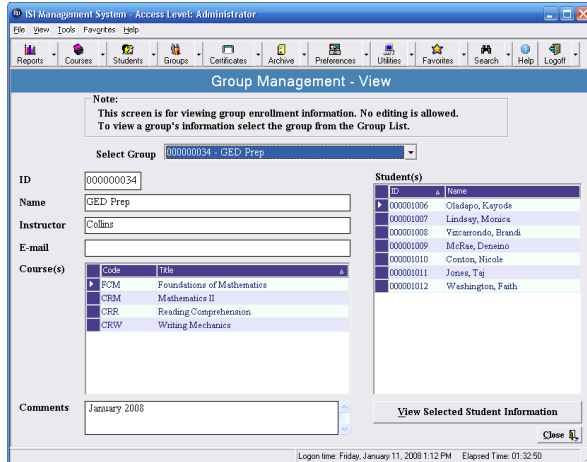 ISI Management System - Access Level: Administrator
File View Tools Favorites Help
Reports Courses Students Groups Certificates Archive Preferences Utilities Favorites Search Help Logoff
Group Management - View
Note:
This screen is for viewing group enrollment information. No editing is allowed.
To view a group's information select the group from the Group List.
Select Group 000000034 - GED Prep
ID 000000034
Name GED Prep
Instructor Collins
E-mail
Course(s)
Code Title
FCM Foundations of Mathematics
CRM Mathematics II
CRR Reading Comprehension
CRW Writing Mechanics
Student(s)
ID Name
000001006 Oladapo, Kayode
000001007 Lindsay, Monica
000001008 Vizcarrondo, Brandi
000001009 McRae, Deneino
000001010 Conton, Nicole
000001011 Jones, Taj
000001012 Washington, Faith
Comments January 2008
View Selected Student Information
Close
Logon time: Friday, January 11, 2008 1:12 PM Elapsed Time: 01:32:50